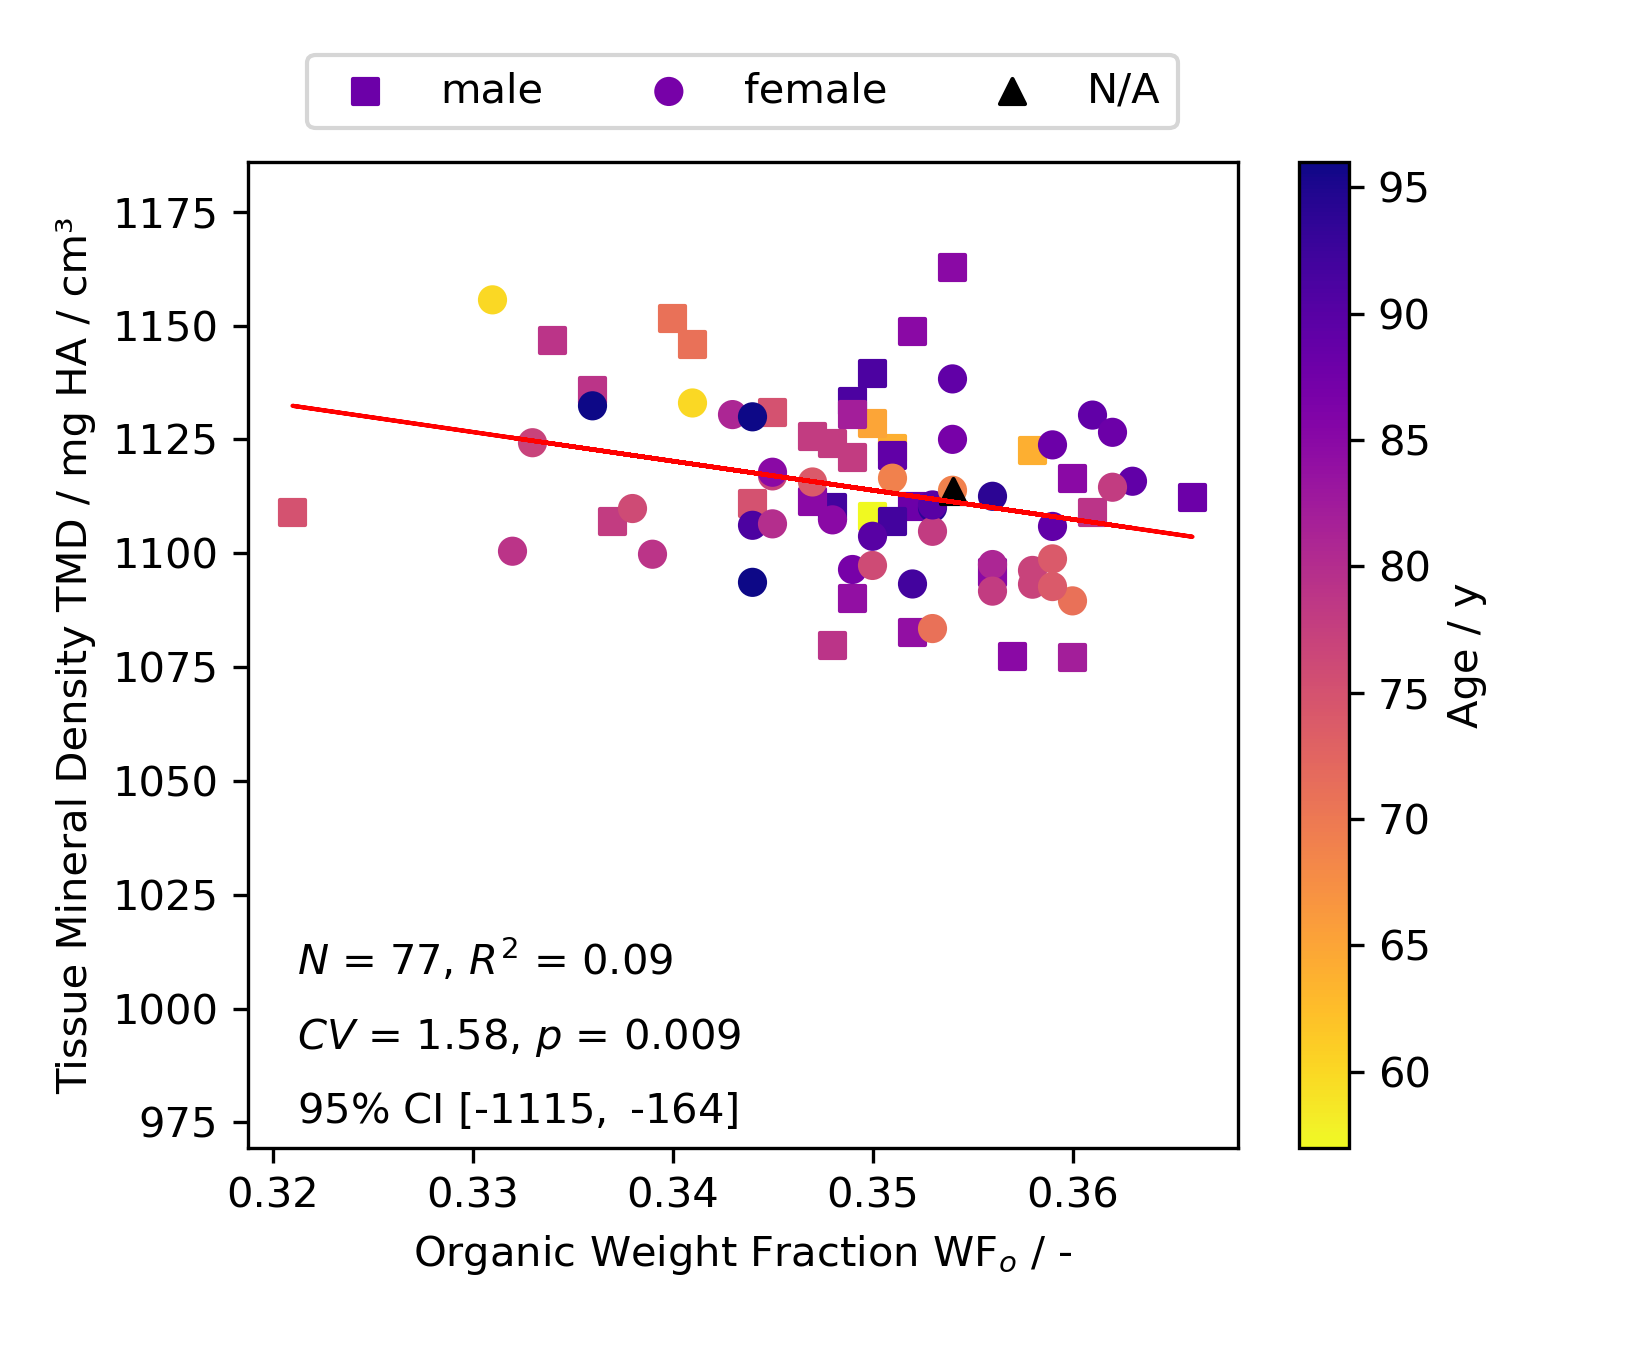 male female N/A
Tissue Mineral Density TMD / mg HA / cm³
1175
1150
1125
1100
1075
1050
1025
1000
975
N = 77, R² = 0.09
CV = 1.58, p = 0.009
95% CI [-1115, -164]
0.32 0.33 0.34 0.35 0.36
Organic Weight Fraction WFₒ / -
95
90
85
80
75
70
65
60
Age / y